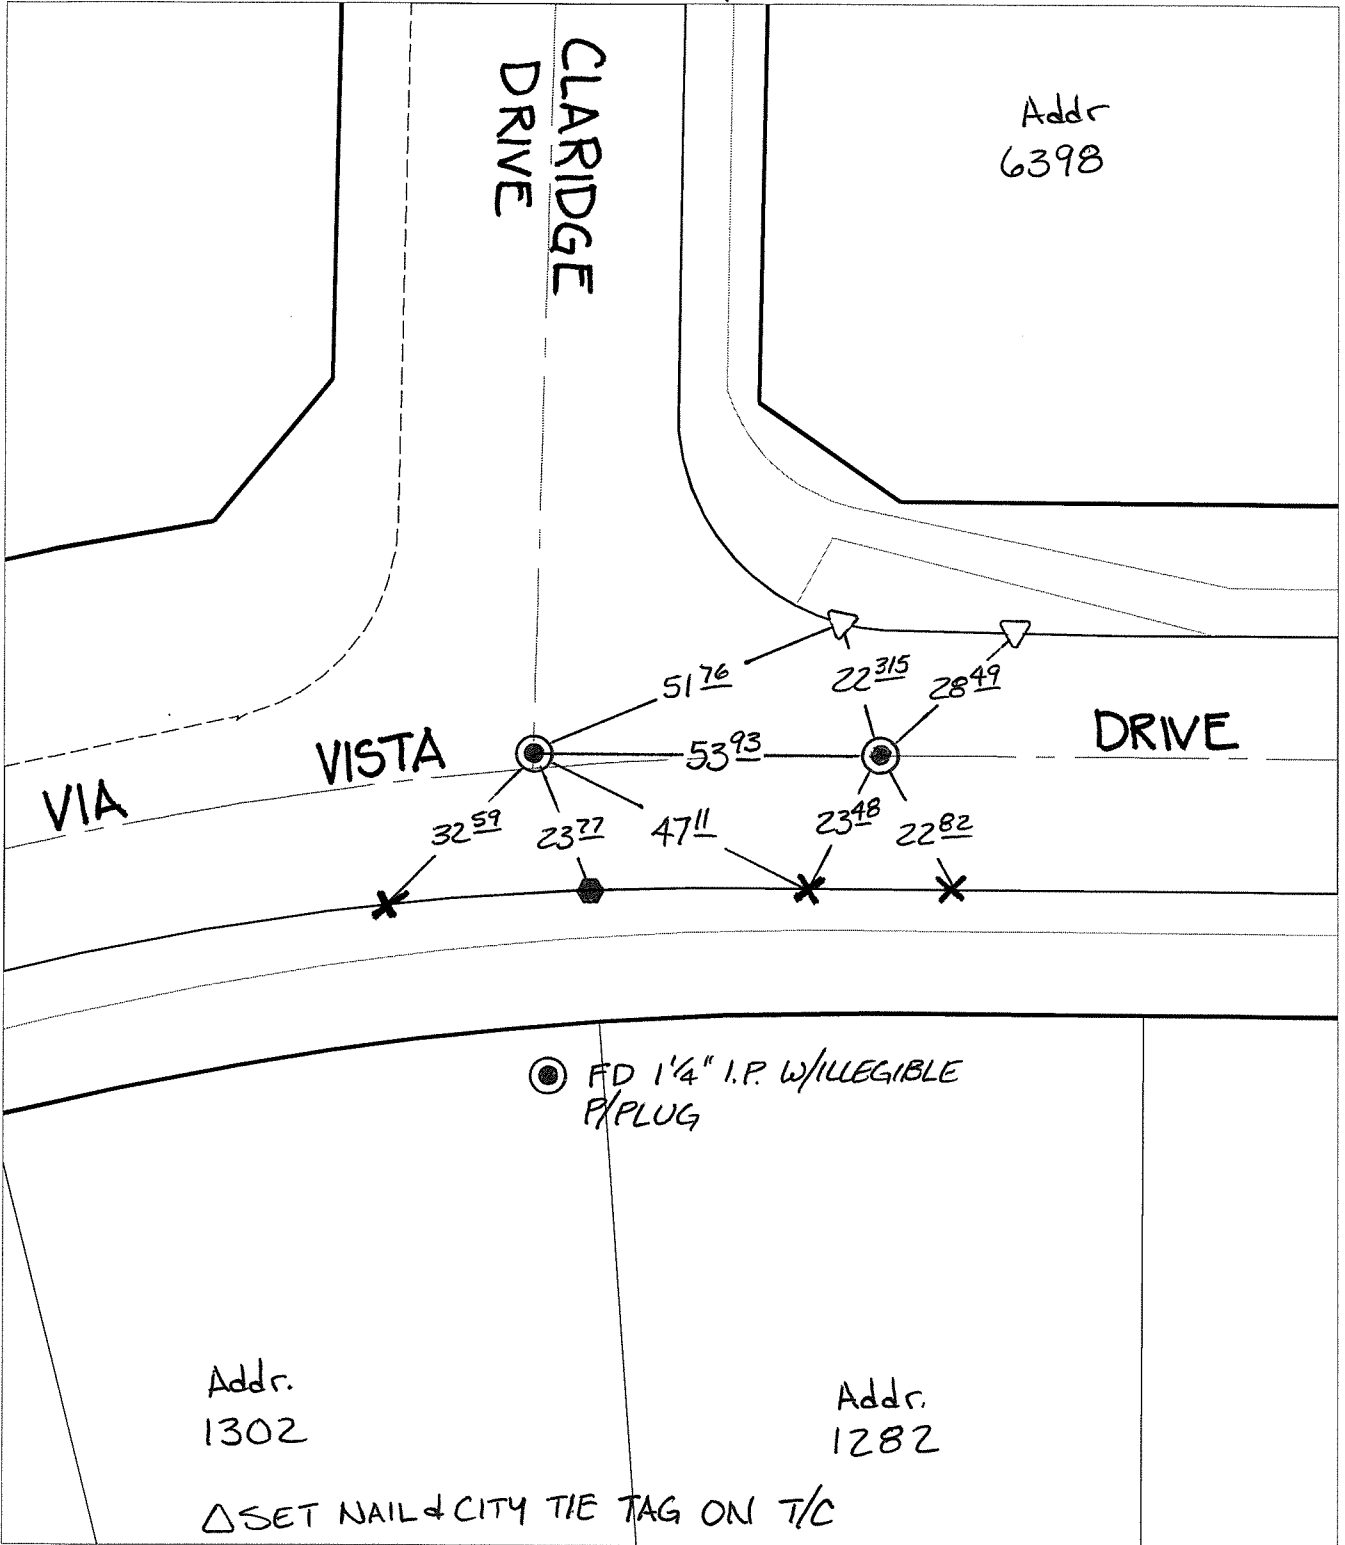 CLARIDGE
DRIVE
Addr
6398
51 76
22 315
28 49
VIA VISTA DRIVE
53 93
32 59
23 77
47 11
23 48
22 82
FD 1 1/4" I.P. W/ILLEGIBLE
P/PLUG
Addr.
1302
Addr.
1282
△ SET NAIL & CITY TIE TAG ON T/C